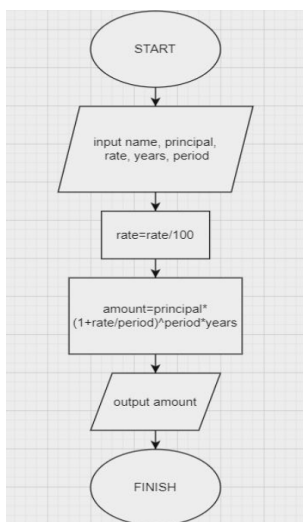 START
input name, principal,
rate, years, period
rate=rate/100
amount=principal*
(1+rate/period)^period*years
output amount
FINISH